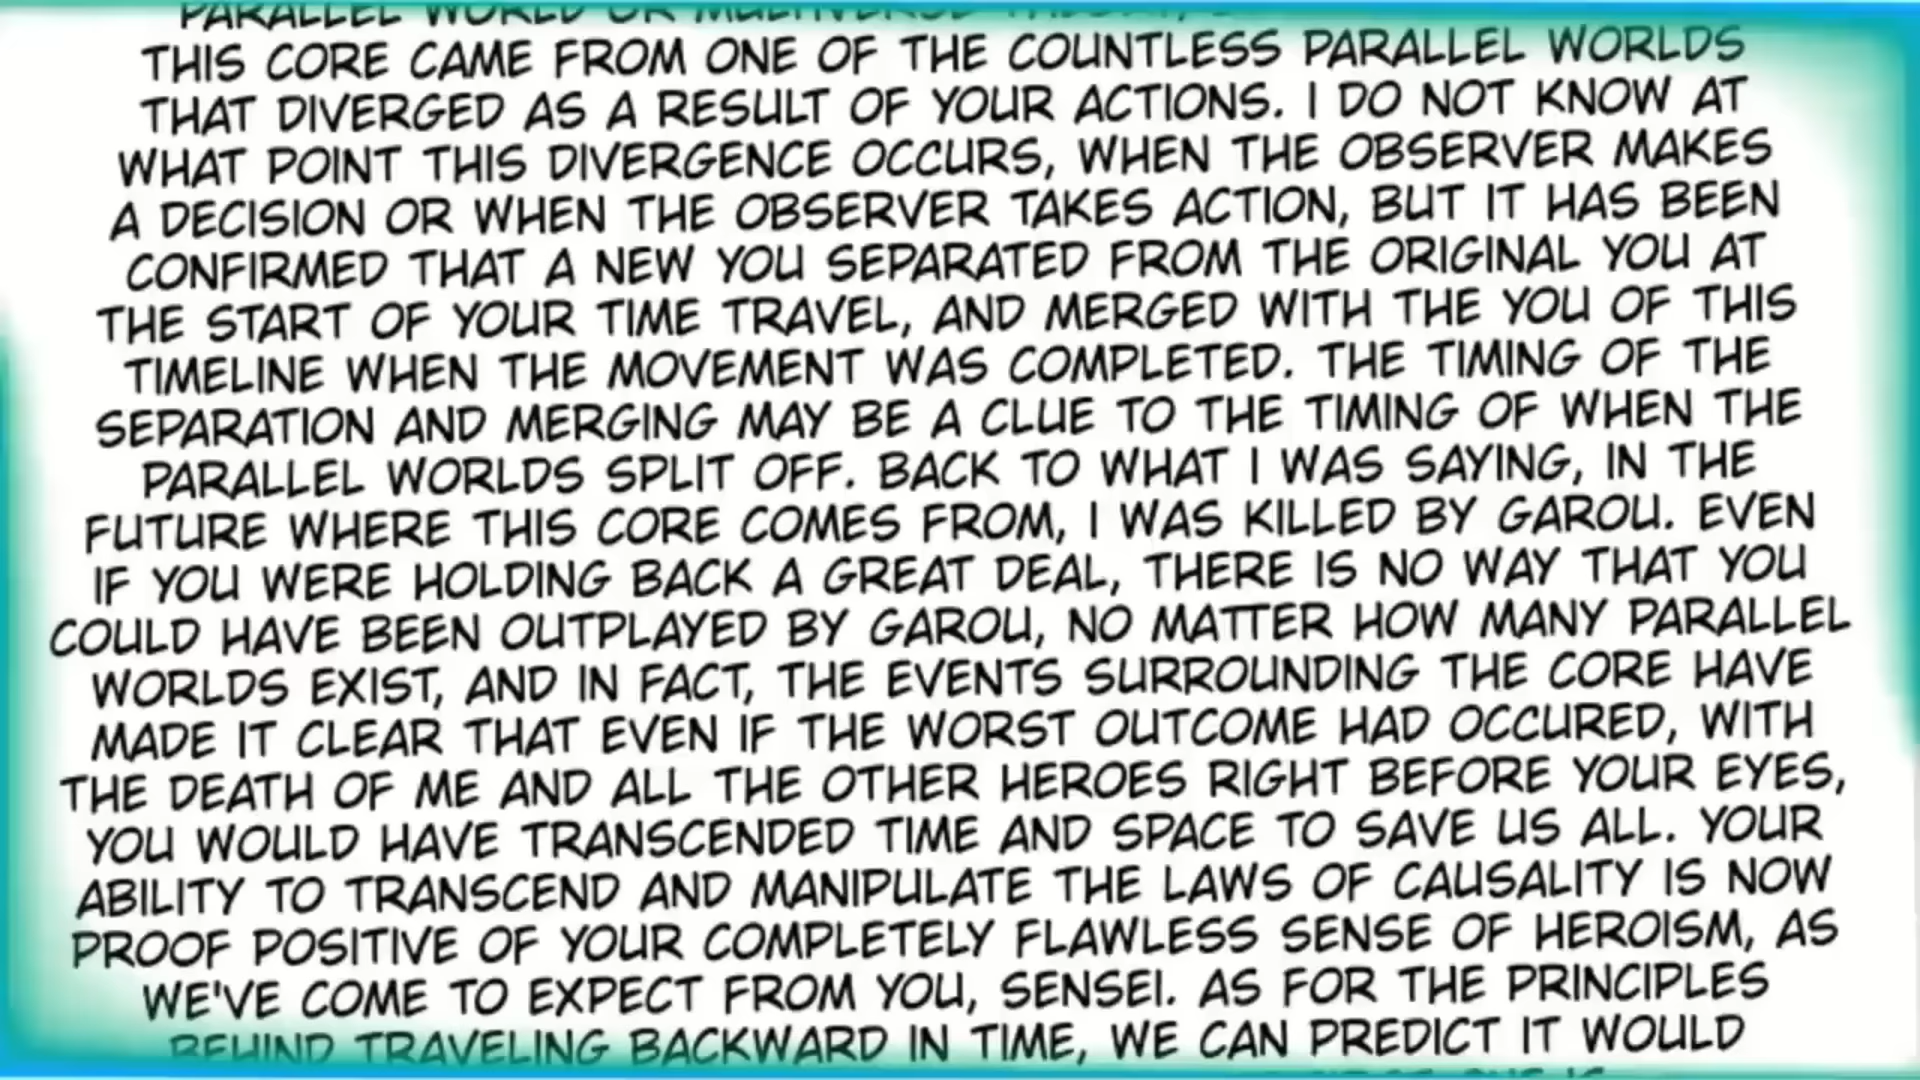 PARALLEL WORLD OR MULTIVERSE
THIS CORE CAME FROM ONE OF THE COUNTLESS PARALLEL WORLDS
THAT DIVERGED AS A RESULT OF YOUR ACTIONS. I DO NOT KNOW AT
WHAT POINT THIS DIVERGENCE OCCURS, WHEN THE OBSERVER MAKES
A DECISION OR WHEN THE OBSERVER TAKES ACTION, BUT IT HAS BEEN
CONFIRMED THAT A NEW YOU SEPARATED FROM THE ORIGINAL YOU AT
THE START OF YOUR TIME TRAVEL, AND MERGED WITH THE YOU OF THIS
TIMELINE WHEN THE MOVEMENT WAS COMPLETED. THE TIMING OF THE
SEPARATION AND MERGING MAY BE A CLUE TO THE TIMING OF WHEN THE
PARALLEL WORLDS SPLIT OFF. BACK TO WHAT I WAS SAYING, IN THE
FUTURE WHERE THIS CORE COMES FROM, I WAS KILLED BY GAROU. EVEN
IF YOU WERE HOLDING BACK A GREAT DEAL, THERE IS NO WAY THAT YOU
COULD HAVE BEEN OUTPLAYED BY GAROU, NO MATTER HOW MANY PARALLEL
WORLDS EXIST, AND IN FACT, THE EVENTS SURROUNDING THE CORE HAVE
MADE IT CLEAR THAT EVEN IF THE WORST OUTCOME HAD OCCURED, WITH
THE DEATH OF ME AND ALL THE OTHER HEROES RIGHT BEFORE YOUR EYES,
YOU WOULD HAVE TRANSCENDED TIME AND SPACE TO SAVE US ALL. YOUR
ABILITY TO TRANSCEND AND MANIPULATE THE LAWS OF CAUSALITY IS NOW
PROOF POSITIVE OF YOUR COMPLETELY FLAWLESS SENSE OF HEROISM, AS
WE'VE COME TO EXPECT FROM YOU, SENSEI. AS FOR THE PRINCIPLES
BEHIND TRAVELING BACKWARD IN TIME, WE CAN PREDICT IT WOULD